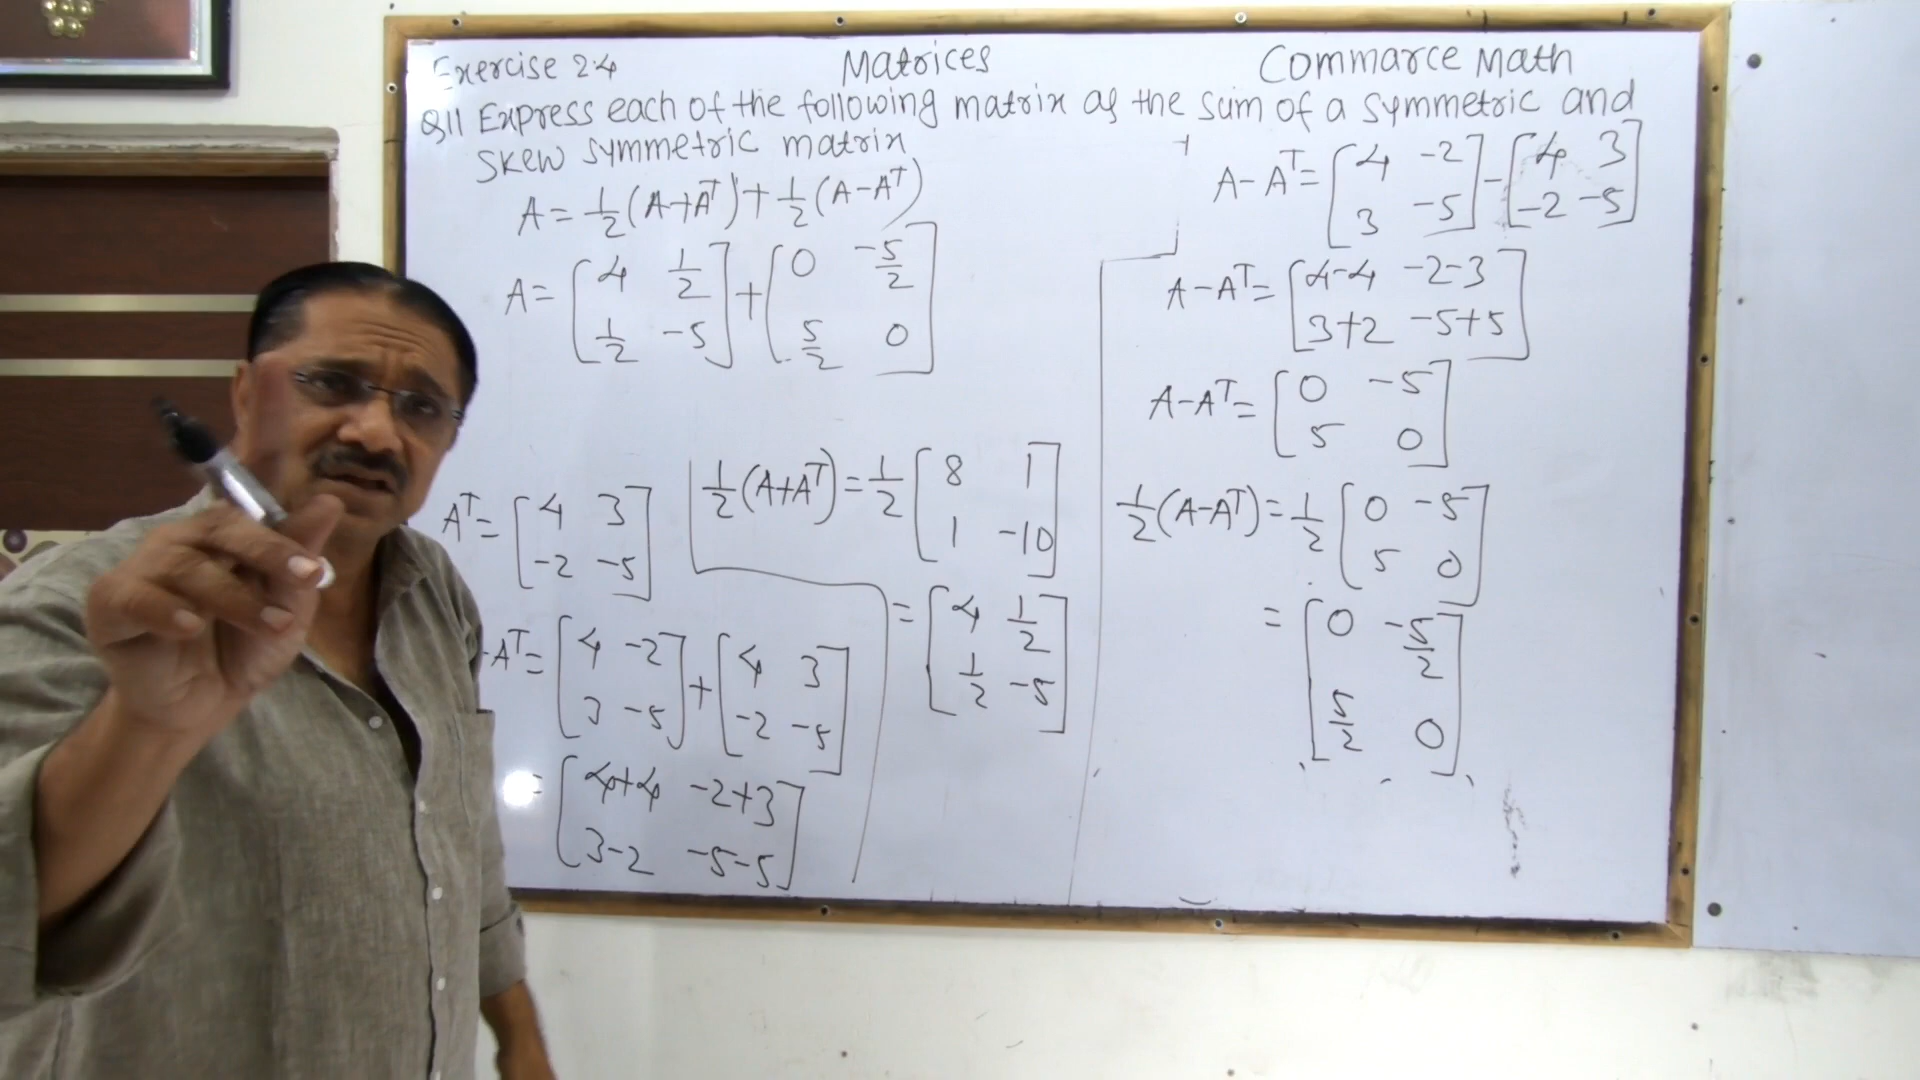 Exercise 2.4 Matrices Commarce Math
Q11 Express each of the following matrix as the sum of a symmetric and
skew symmetric matrix
A = 1/2 (A+A^T) + 1/2 (A-A^T)
A = [4 1/2; 1/2 -5] + [0 -5/2; 5/2 0]
A^T = [4 3; -2 -5]
A^T = [4 -2; 3 -5] + [4 3; -2 -5]
= [4+4 -2+3; 3-2 -5-5]
1/2 (A+A^T) = 1/2 [8 1; 1 -10]
= [4 1/2; 1/2 -5]
A-A^T = [4 -2; 3 -5] - [4 3; -2 -5]
A-A^T = [4-4 -2-3; 3+2 -5+5]
A-A^T = [0 -5; 5 0]
1/2 (A-A^T) = 1/2 [0 -5; 5 0]
= [0 -5/2; 5/2 0]